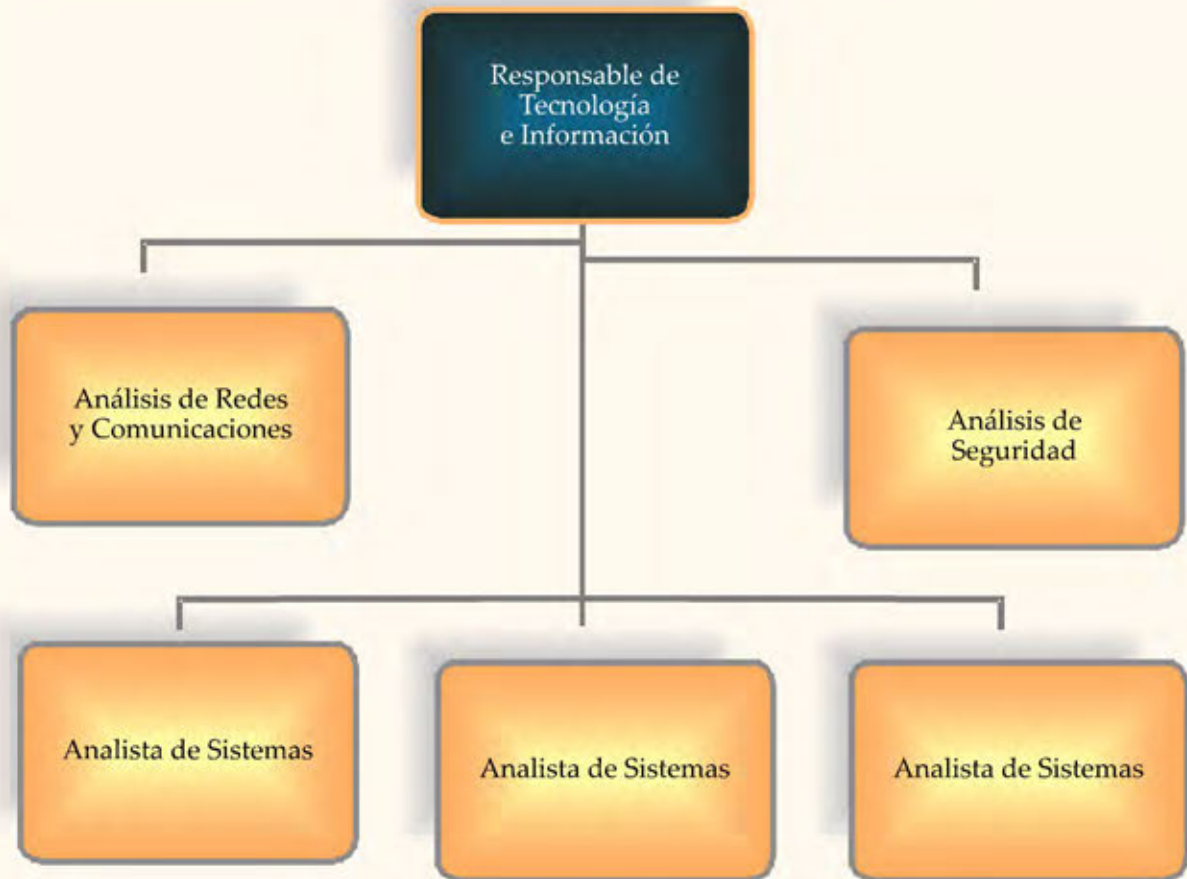 Responsable de
Tecnología
e Información
Análisis de Redes
y Comunicaciones
Análisis de
Seguridad
Analista de Sistemas
Analista de Sistemas
Analista de Sistemas